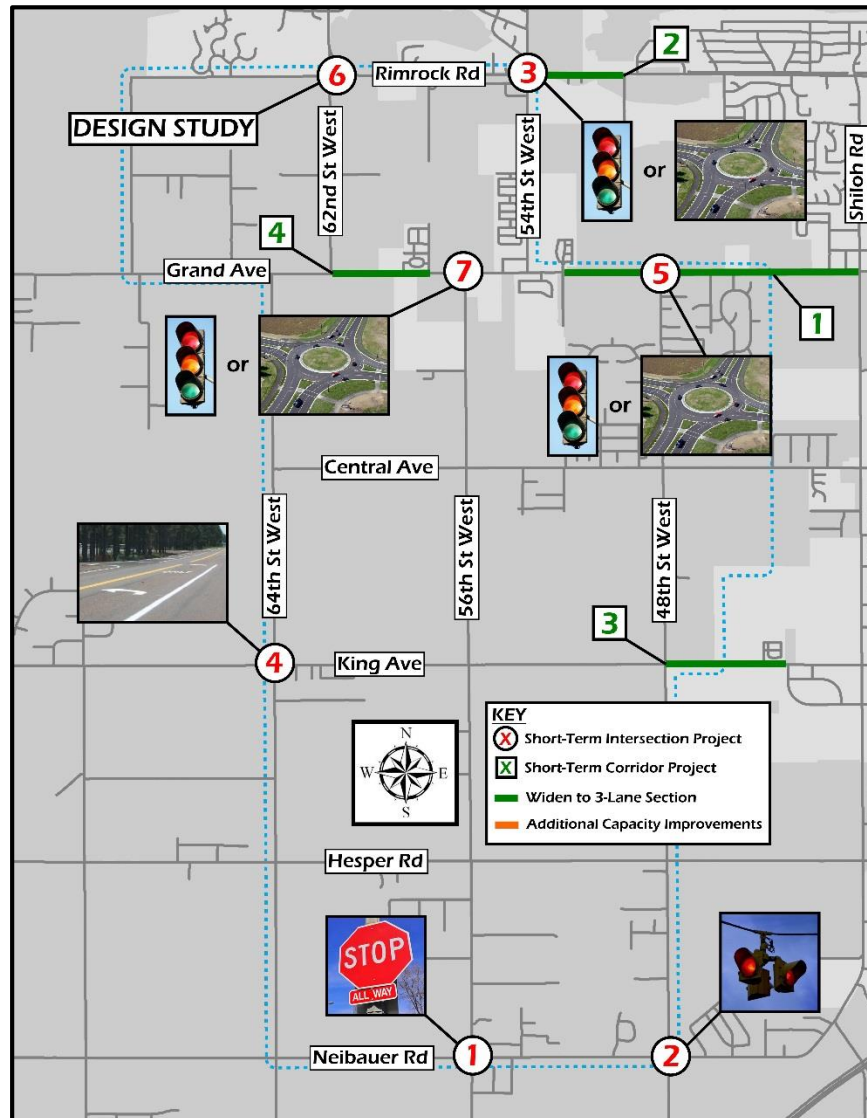 2
6
Rimrock Rd
3
DESIGN STUDY
62nd St West
54th St West
Shiloh Rd
or
4
Grand Ave
7
5
1
or
or
Central Ave
64th St West
56th St West
48th St West
4
King Ave
3
KEY
X Short-Term Intersection Project
X Short-Term Corridor Project
Widen to 3-Lane Section
Additional Capacity Improvements
N
W E
S
Hesper Rd
STOP
ALL WAY
1
Neibauer Rd
2